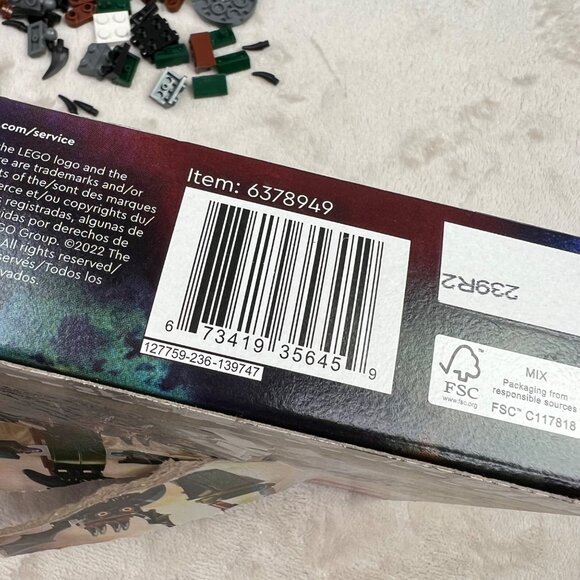 .com/service
the LEGO logo and the
re are trademarks and/or
ts of the/sont des marques
erce et/ou copyrights du/
s registradas, algunas de
idas por derechos de
GO Group. ©2022 The
All rights reserved/
servés/Todos los
vados.
Item: 6378949
6 73419 35645 9
127759-236-139747
239R2
FSC
www.fsc.org
MIX
Packaging from
responsible sources
FSC™ C117818